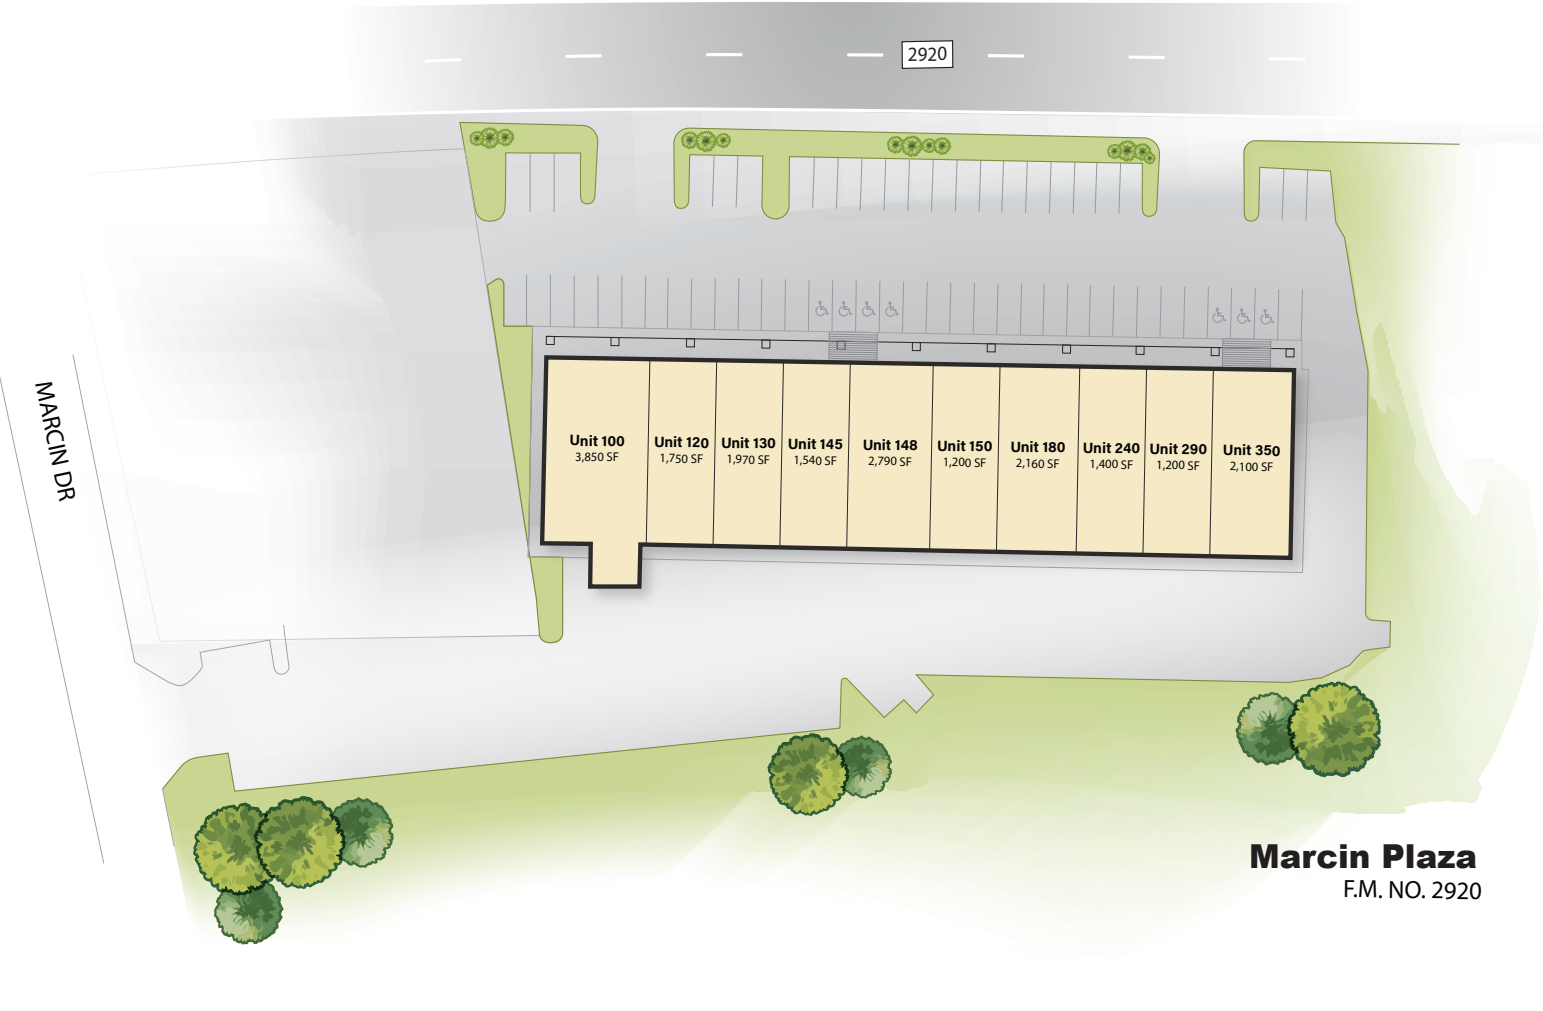 2920
MARCIN DR
Unit 100
3,850 SF
Unit 120
1,750 SF
Unit 130
1,970 SF
Unit 145
1,540 SF
Unit 148
2,790 SF
Unit 150
1,200 SF
Unit 180
2,160 SF
Unit 240
1,400 SF
Unit 290
1,200 SF
Unit 350
2,100 SF
Marcin Plaza
F.M. NO. 2920